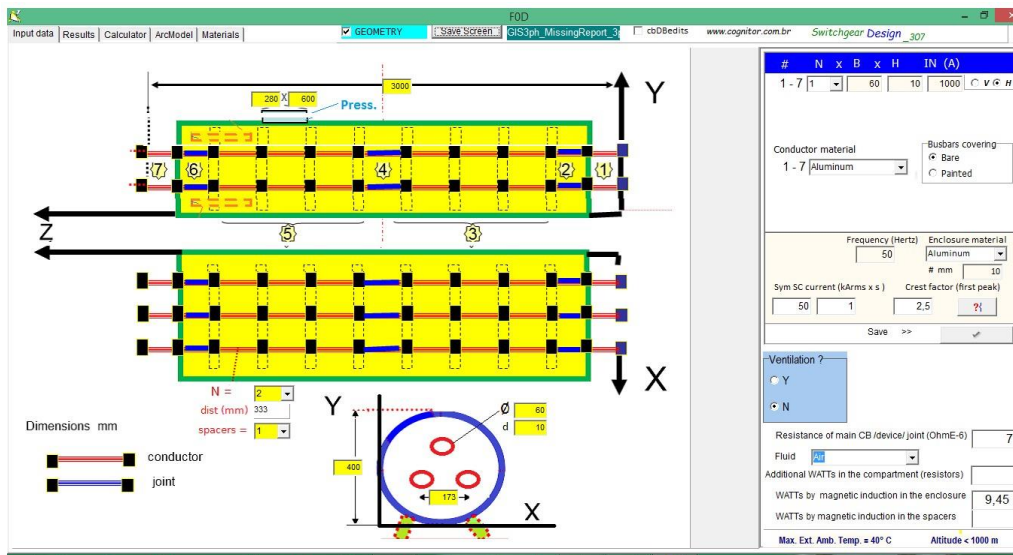 F0D
Input data Results Calculator ArcModel Materials
GEOMETRY Save Screen GIS3ph_MissingReport_3p cbDBedits www.cognitor.com.br Switchgear Design _307
# N x B x H IN (A)
1 - 7 1 60 10 1000 V H
3000
280 X 600
Press.
Y
7 6 4 2 1
Conductor material
1 - 7 Aluminum
Busbars covering
Bare
Painted
Z
5 3
Frequency (Hertz) Enclosure material
50 Aluminum
# mm 10
Sym SC current (kArms x s ) Crest factor (first peak)
50 1 2,5 ?{
Save >>
X
Ventilation ?
Y
N
N = 2
dist (mm) 333
spacers = 1
Dimensions mm
conductor
joint
Y
Ø 60
d 10
400
173
X
Resistance of main CB /device/ joint (OhmE-6) 7
Fluid Air
Additional WATTs in the compartment (resistors)
WATTs by magnetic induction in the enclosure 9,45
WATTs by magnetic induction in the spacers
Max. Ext. Amb. Temp. = 40° C Altitude < 1000 m